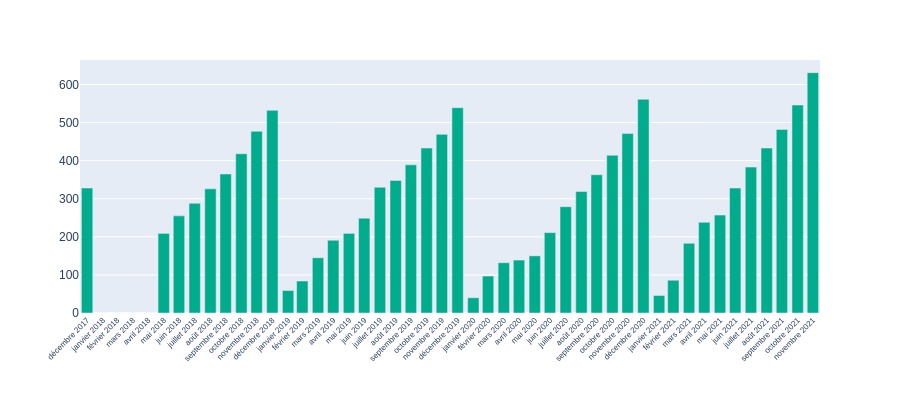 600
500
400
300
200
100
0
décembre 2017
janvier 2018
février 2018
mars 2018
avril 2018
mai 2018
juin 2018
juillet 2018
août 2018
septembre 2018
octobre 2018
novembre 2018
décembre 2018
janvier 2019
février 2019
mars 2019
avril 2019
mai 2019
juin 2019
juillet 2019
août 2019
septembre 2019
octobre 2019
novembre 2019
décembre 2019
janvier 2020
février 2020
mars 2020
avril 2020
mai 2020
juin 2020
juillet 2020
août 2020
septembre 2020
octobre 2020
novembre 2020
décembre 2020
janvier 2021
février 2021
mars 2021
avril 2021
mai 2021
juin 2021
juillet 2021
août 2021
septembre 2021
octobre 2021
novembre 2021